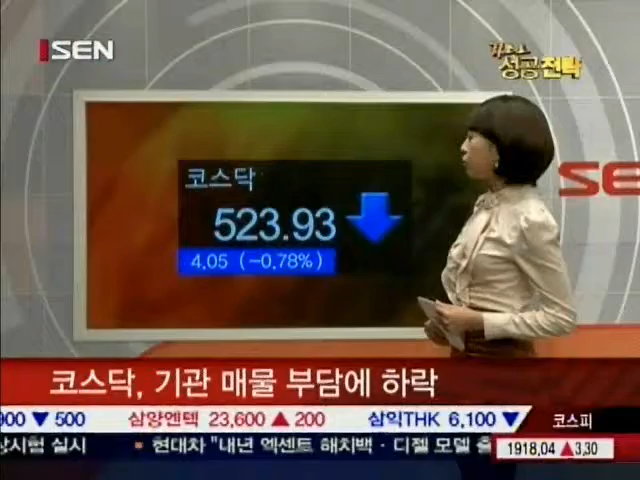 SEN
성공전략
코스닥
523.93
4.05 (−0.78%)
SE
코스닥, 기관 매물 부담에 하락
900 ▼ 500 삼양엔텍 23,600 ▲ 200 삼익THK 6,100 ▼
코스피
상시험 실시 현대차 "내년 엑센트 해치백 · 디젤 모델 출
1918.04 ▲3.30